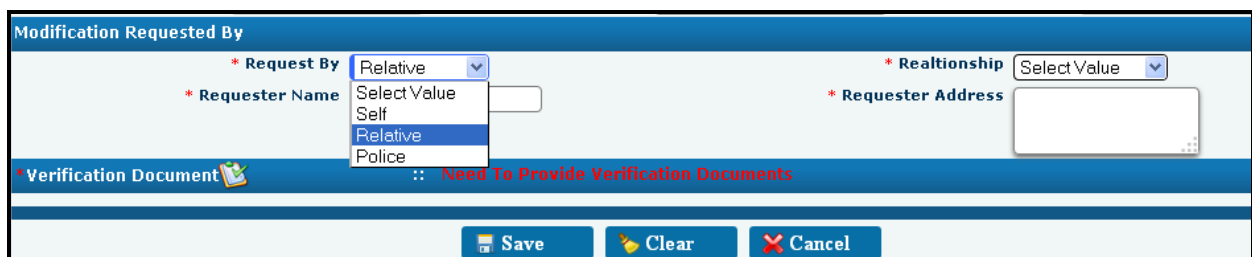 Modification Requested By
* Request By Relative * Realtionship Select Value
* Requester Name * Requester Address
Select Value
Self
Relative
Police
*Verification Document :: Need To Provide Verification Documents
Save Clear Cancel